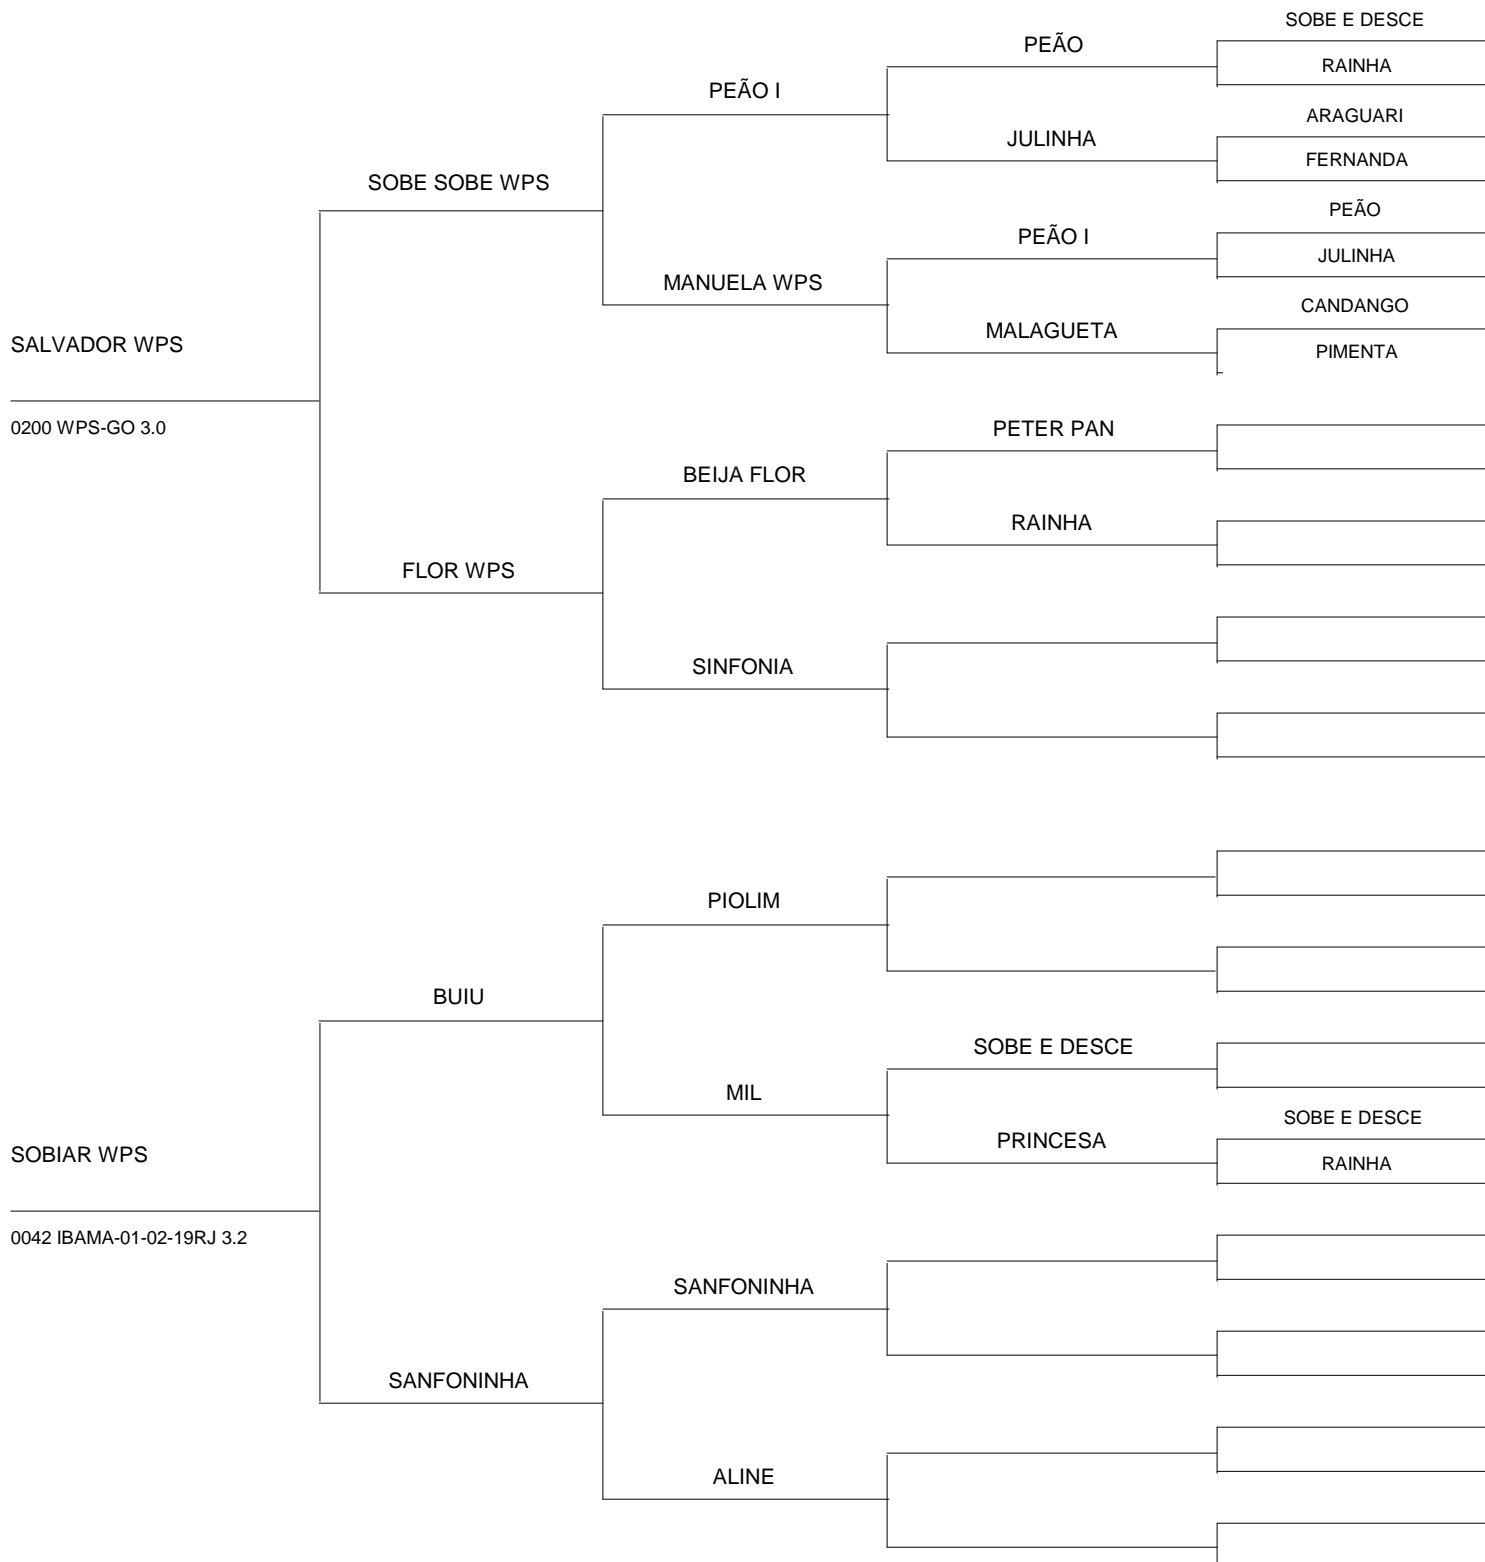 SOBE E DESCE
PEÃO
RAINHA
PEÃO I
ARAGUARI
JULINHA
FERNANDA
SOBE SOBE WPS
PEÃO
PEÃO I
JULINHA
MANUELA WPS
CANDANGO
MALAGUETA
SALVADOR WPS
PIMENTA
0200 WPS-GO 3.0
PETER PAN
BEIJA FLOR
RAINHA
FLOR WPS
SINFONIA
PIOLIM
BUIU
SOBE E DESCE
MIL
SOBE E DESCE
PRINCESA
SOBIAR WPS
RAINHA
0042 IBAMA-01-02-19RJ 3.2
SANFONINHA
SANFONINHA
ALINE